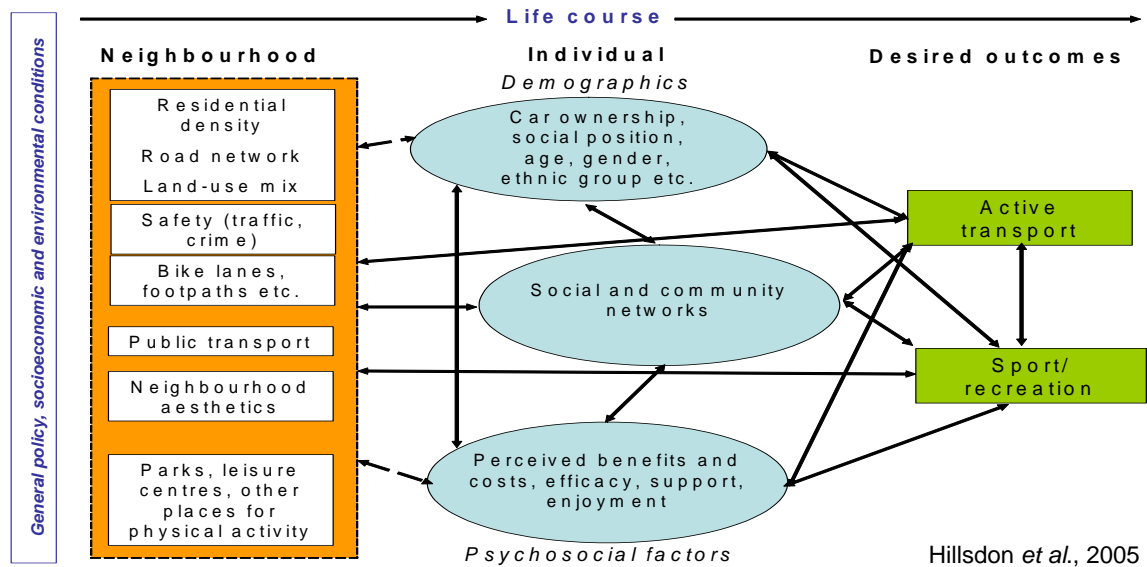 General policy, socioeconomic and environmental conditions
Life course
Neighbourhood
Residential
density
Road network
Land-use mix
Safety (traffic,
crime)
Bike lanes,
footpaths etc.
Public transport
Neighbourhood
aesthetics
Parks, leisure
centres, other
places for
physical activity
Individual
Demographics
Car ownership,
social position,
age, gender,
ethnic group etc.
Social and community
networks
Perceived benefits and
costs, efficacy, support,
enjoyment
Psychosocial factors
Desired outcomes
Active
transport
Sport/
recreation
Hillsdon et al., 2005